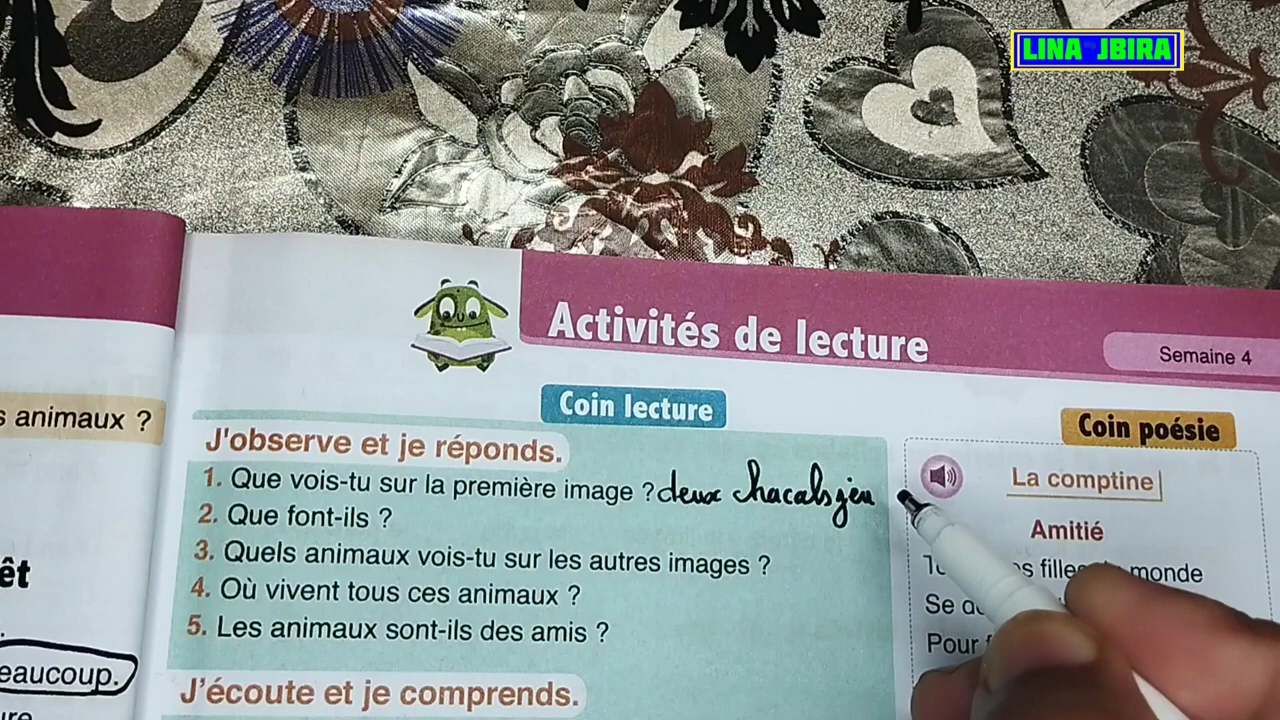 LINA JBIRA
Activités de lecture
Semaine 4
s animaux ?
Coin lecture
J'observe et je réponds.
1. Que vois-tu sur la première image ? deux chacals
2. Que font-ils ?
3. Quels animaux vois-tu sur les autres images ?
4. Où vivent tous ces animaux ?
5. Les animaux sont-ils des amis ?
J'écoute et je comprends.
Coin poésie
La comptine
Amitié
monde
Se
Pour
êt
eaucoup.